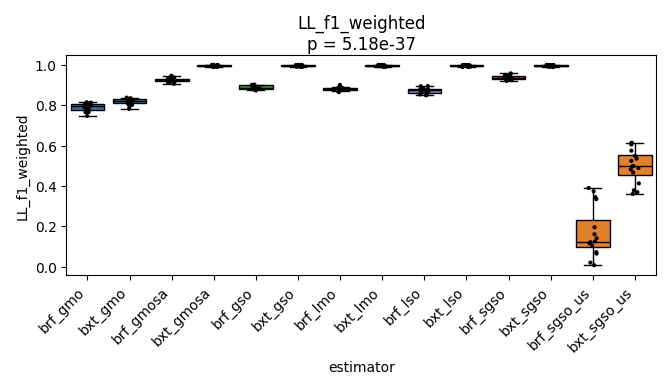 LL_f1_weighted
p = 5.18e-37
LL_f1_weighted
1.0
0.8
0.6
0.4
0.2
0.0
brf_gmo
bxt_gmo
brf_gmosa
bxt_gmosa
brf_gso
bxt_gso
brf_lmo
bxt_lmo
brf_lso
bxt_lso
brf_sgso
bxt_sgso
brf_sgso_us
bxt_sgso_us
estimator